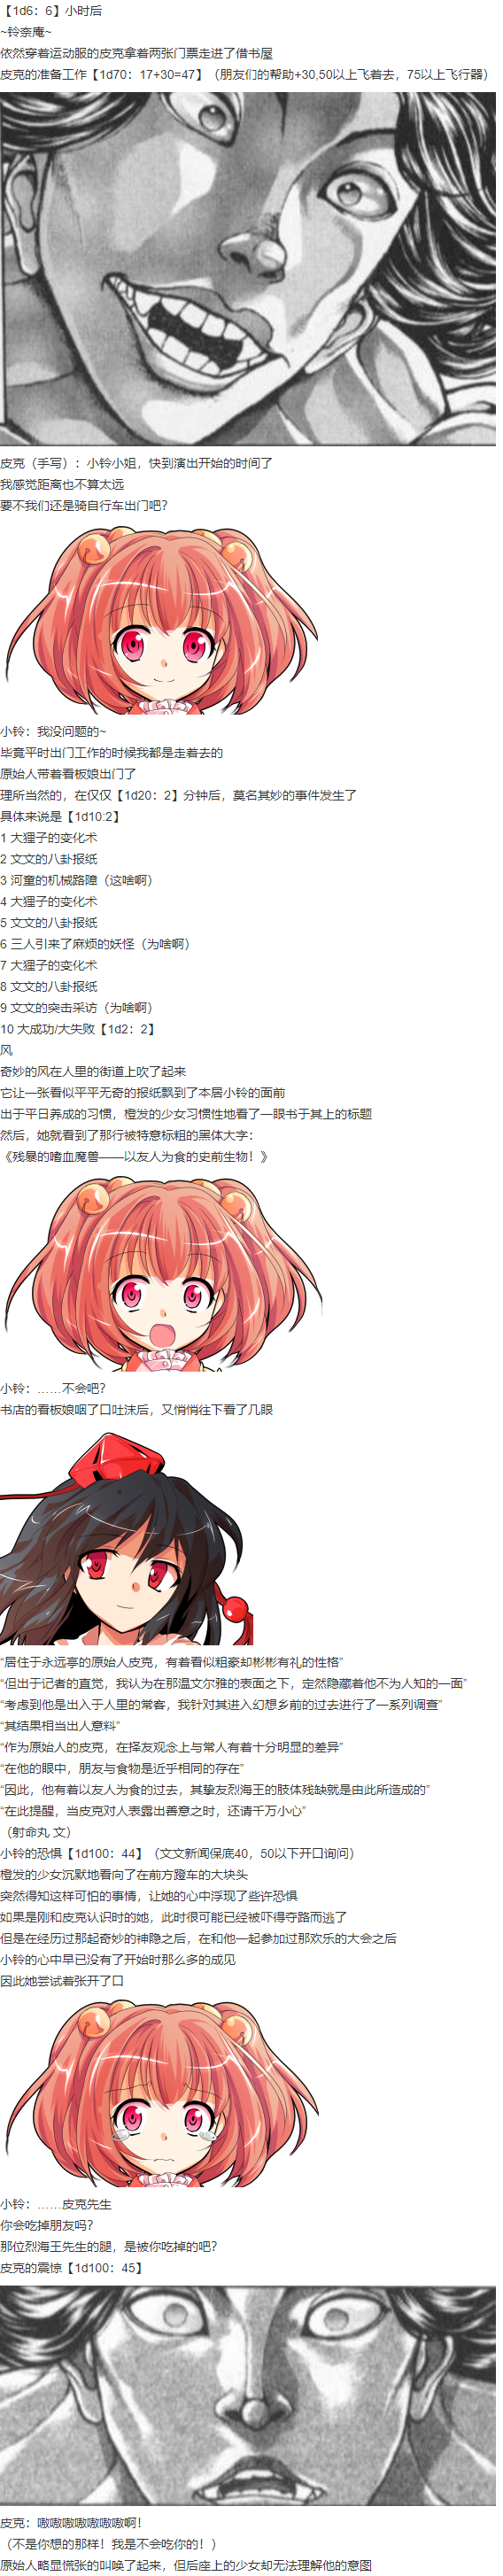 【1d6：6】小时后
~铃奈庵~
依然穿着运动服的皮克拿着两张门票走进了借书屋
皮克的准备工作【1d70：17+30=47】（朋友们的帮助+30,50以上飞着去，75以上飞行器）
皮克（手写）：小铃小姐，快到演出开始的时间了
我感觉距离也不算太远
要不我们还是骑自行车出门吧？
小铃：我没问题的~
毕竟平时出门工作的时候我都是走着去的
原始人带着看板娘出门了
理所当然的，在仅仅【1d20：2】分钟后，莫名其妙的事件发生了
具体来说是【1d10:2】
1 大狸子的变化术
2 文文的八卦报纸
3 河童的机械路障（这啥啊）
4 大狸子的变化术
5 文文的八卦报纸
6 三人引来了麻烦的妖怪（为啥啊）
7 大狸子的变化术
8 文文的八卦报纸
9 文文的突击采访（为啥啊）
10 大成功/大失败【1d2：2】
风
奇妙的风在人里的街道上吹了起来
它让一张看似平平无奇的报纸飘到了本居小铃的面前
出于平日养成的习惯，橙发的少女习惯性地看了一眼书于其上的标题
然后，她就看到了那行被特意标粗的黑体大字：
《残暴的嗜血魔兽——以友人为食的史前生物！》
小铃：……不会吧？
书店的看板娘咽了口吐沫后，又悄悄往下看了几眼
“居住于永远亭的原始人皮克，有着看似粗豪却彬彬有礼的性格”
“但出于记者的直觉，我认为在那温文尔雅的表面之下，定然隐藏着他不为人知的一面”
“考虑到他是出入于人里的常客，我针对其进入幻想乡前的过去进行了一系列调查”
“其结果相当出人意料”
“作为原始人的皮克，在择友观念上与常人有着十分明显的差异”
“在他的眼中，朋友与食物是近乎相同的存在”
“因此，他有着以友人为食的过去，其挚友烈海王的肢体残缺就是由此所造成的”
“在此提醒，当皮克对人表露出善意之时，还请千万小心”
（射命丸 文）
小铃的恐惧【1d100：44】（文文新闻保底40，50以下开口询问）
橙发的少女沉默地看向了在前方蹬车的大块头
突然得知这样可怕的事情，让她的心中浮现了些许恐惧
如果是刚和皮克认识时的她，此时很可能已经被吓得夺路而逃了
但是在经历过那起奇妙的神隐之后，在和他一起参加过那欢乐的大会之后
小铃的心中早已没有了开始时那么多的成见
因此她尝试着张开了口
小铃：……皮克先生
你会吃掉朋友吗？
那位烈海王先生的腿，是被你吃掉的吧？
皮克的震惊【1d100：45】
皮克：嗷嗷嗷嗷嗷嗷嗷啊！
（不是你想的那样！我是不会吃你的！）
原始人略显慌张的叫唤了起来，但后座上的少女却无法理解他的意图